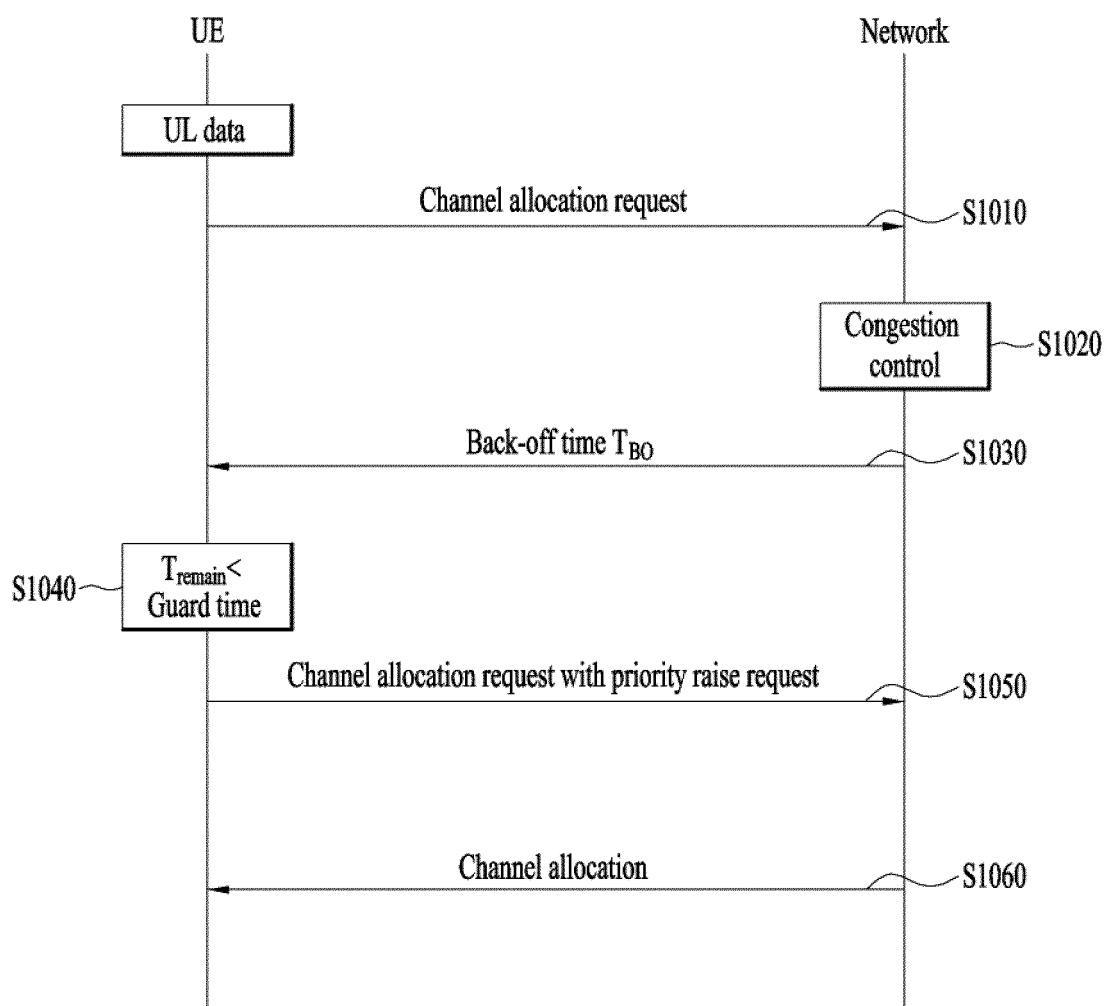 UE
Network
UL data
Channel allocation request
S1010
Congestion
control
S1020
Back-off time T_BO
S1030
S1040
T_remain<
Guard time
Channel allocation request with priority raise request
S1050
Channel allocation
S1060